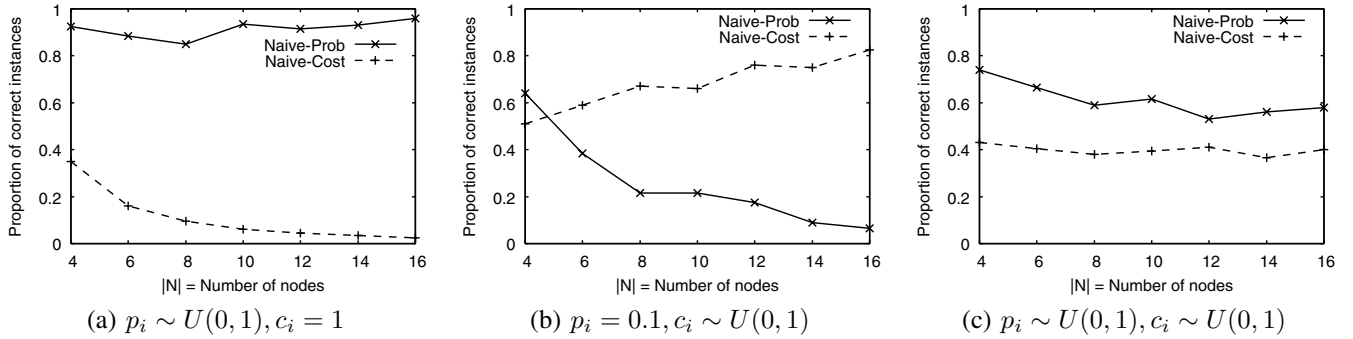 Proportion of correct instances
1
0.8
0.6
0.4
0.2
0
Naive-Prob
Naive-Cost
4 6 8 10 12 14 16
|N| = Number of nodes
(a) p_i ∼ U(0, 1), c_i = 1
Proportion of correct instances
1
0.8
0.6
0.4
0.2
0
Naive-Prob
Naive-Cost
4 6 8 10 12 14 16
|N| = Number of nodes
(b) p_i = 0.1, c_i ∼ U(0, 1)
Proportion of correct instances
1
0.8
0.6
0.4
0.2
0
Naive-Prob
Naive-Cost
4 6 8 10 12 14 16
|N| = Number of nodes
(c) p_i ∼ U(0, 1), c_i ∼ U(0, 1)